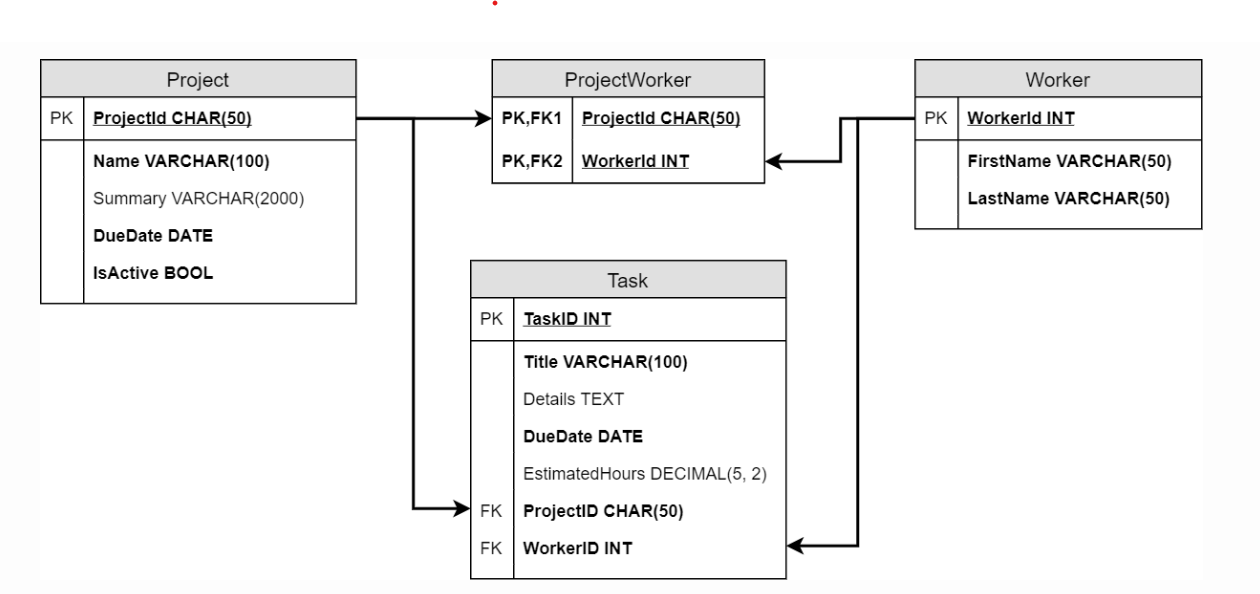 Project
PK ProjectId CHAR(50)
Name VARCHAR(100)
Summary VARCHAR(2000)
DueDate DATE
IsActive BOOL
ProjectWorker
PK,FK1 ProjectId CHAR(50)
PK,FK2 WorkerId INT
Worker
PK WorkerId INT
FirstName VARCHAR(50)
LastName VARCHAR(50)
Task
PK TaskID INT
Title VARCHAR(100)
Details TEXT
DueDate DATE
EstimatedHours DECIMAL(5, 2)
FK ProjectID CHAR(50)
FK WorkerID INT